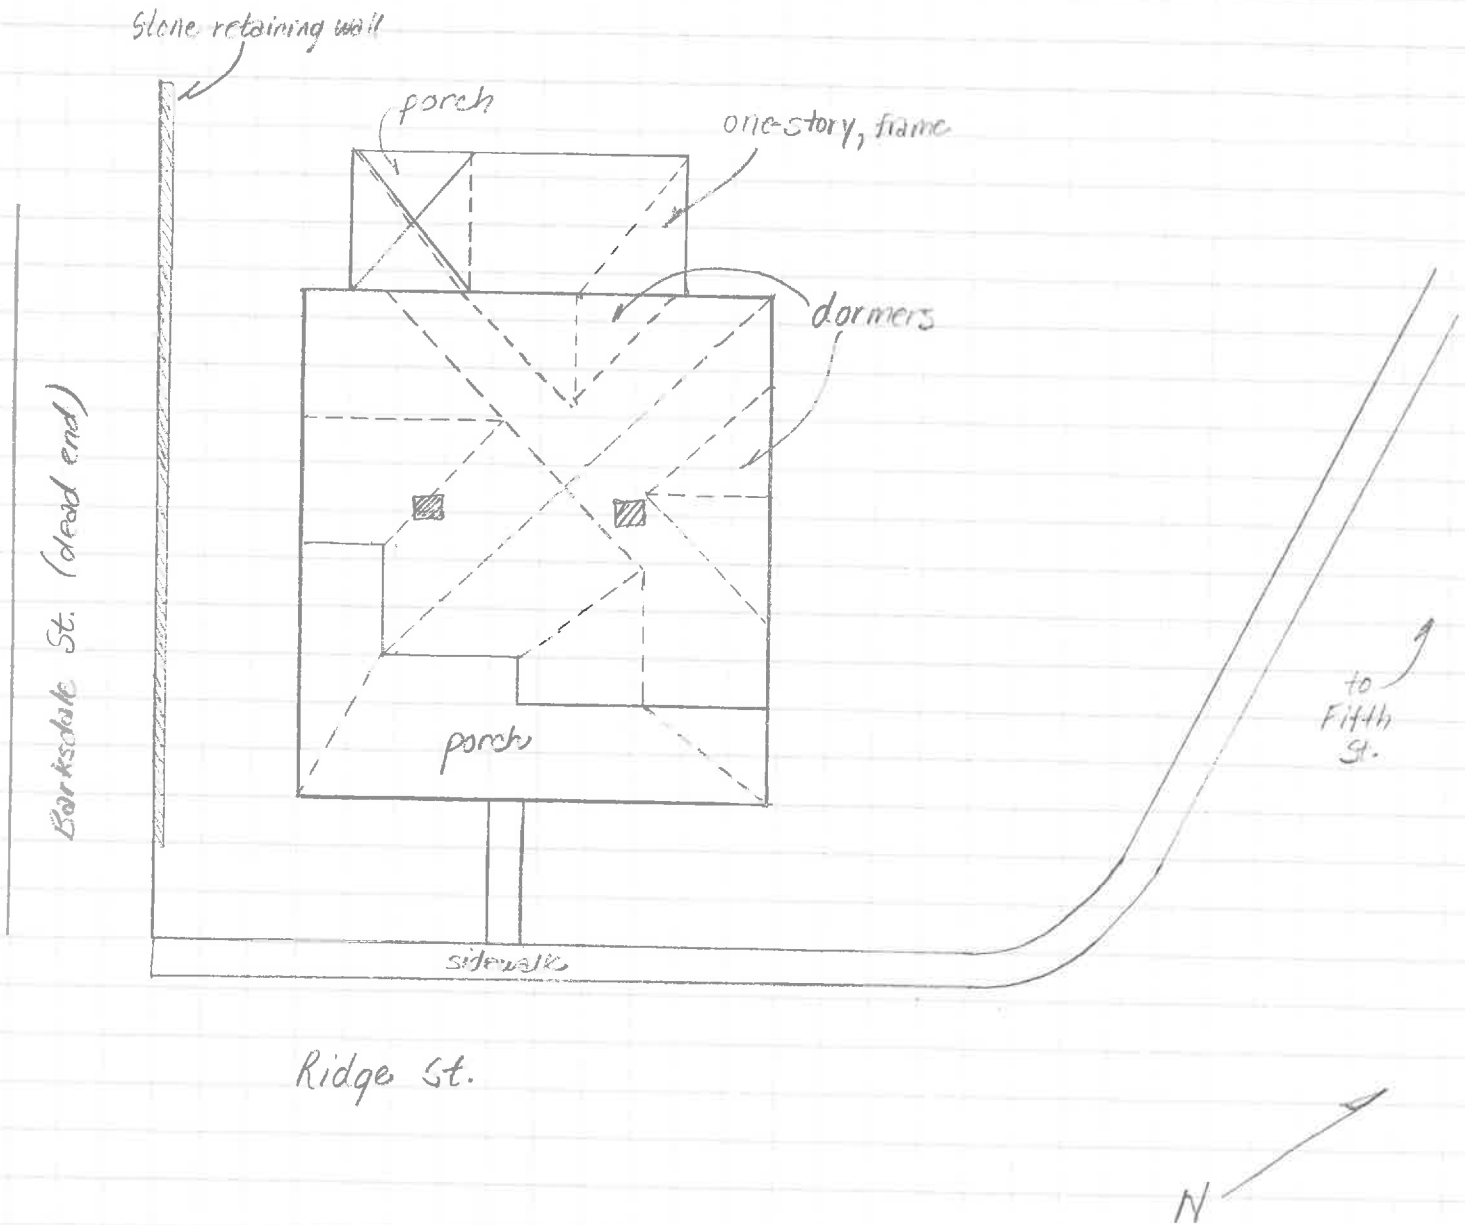 Stone retaining wall
porch
one-story, frame
dormers
Barksdale St. (dead end)
to
Fifth
St.
porch
sidewalk
Ridge St.
N